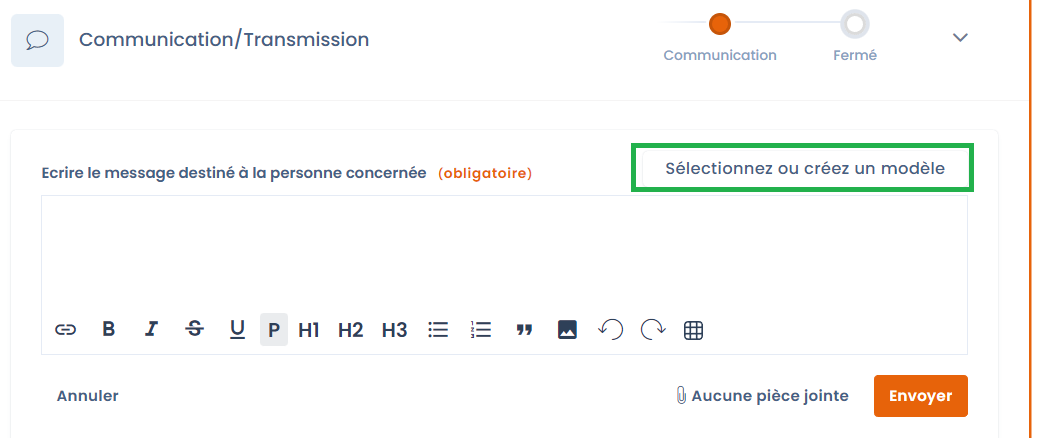 Communication/Transmission
Communication
Fermé
Ecrire le message destiné à la personne concernée (obligatoire)
Sélectionnez ou créez un modèle
B I S U P H1 H2 H3
Annuler
Aucune pièce jointe
Envoyer